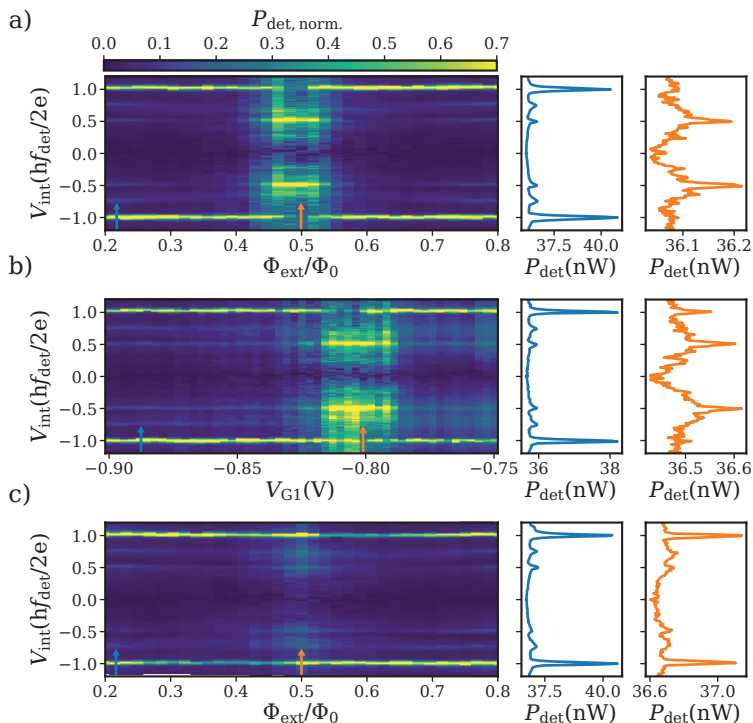 a)
P_det, norm.
0.0 0.1 0.2 0.3 0.4 0.5 0.6 0.7
V_int(hf_det/2e)
1.0
0.5
0.0
−0.5
−1.0
0.2 0.3 0.4 0.5 0.6 0.7 0.8
Φ_ext/Φ_0
37.5 40.0
P_det(nW)
36.1 36.2
P_det(nW)
b)
V_int(hf_det/2e)
1.0
0.5
0.0
−0.5
−1.0
−0.90 −0.85 −0.80 −0.75
V_G1(V)
36 38
P_det(nW)
36.5 36.6
P_det(nW)
c)
V_int(hf_det/2e)
1.0
0.5
0.0
−0.5
−1.0
0.2 0.3 0.4 0.5 0.6 0.7 0.8
Φ_ext/Φ_0
37.5 40.0
P_det(nW)
36.6 37.0
P_det(nW)